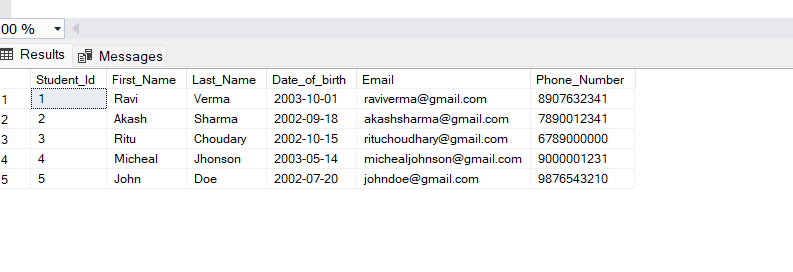 00 %
Results Messages
Student_Id First_Name Last_Name Date_of_birth Email Phone_Number
1 1 Ravi Verma 2003-10-01 raviverma@gmail.com 8907632341
2 2 Akash Sharma 2002-09-18 akashsharma@gmail.com 7890012341
3 3 Ritu Choudary 2002-10-15 rituchoudhary@gmail.com 6789000000
4 4 Micheal Jhonson 2003-05-14 michealjohnson@gmail.com 9000001231
5 5 John Doe 2002-07-20 johndoe@gmail.com 9876543210